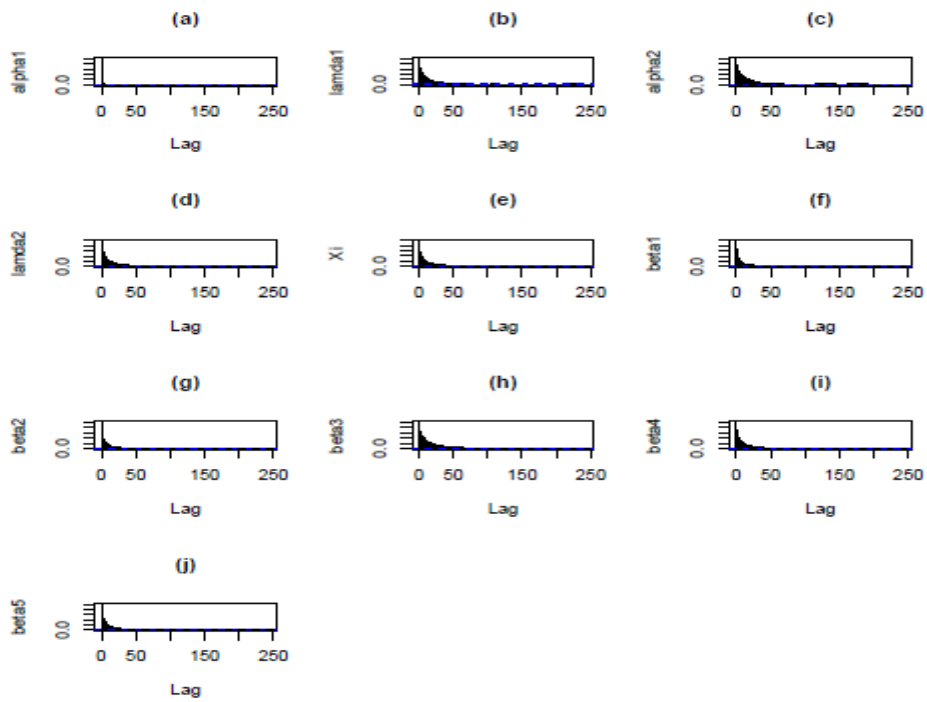 (a) (b) (c)
alpha1 0.0 lamda1 0.0 alpha2 0.0
0 50 150 250 0 50 150 250 0 50 150 250
Lag Lag Lag
(d) (e) (f)
lamda2 0.0 Xi 0.0 beta1 0.0
0 50 150 250 0 50 150 250 0 50 150 250
Lag Lag Lag
(g) (h) (i)
beta2 0.0 beta3 0.0 beta4 0.0
0 50 150 250 0 50 150 250 0 50 150 250
Lag Lag Lag
(j)
beta5 0.0
0 50 150 250
Lag